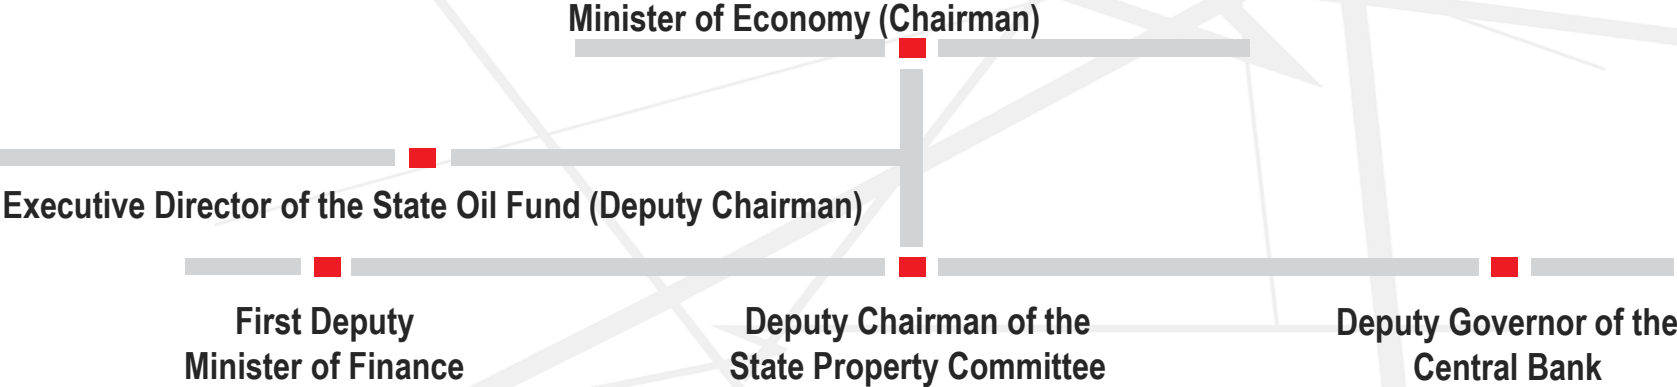 Minister of Economy (Chairman)
Executive Director of the State Oil Fund (Deputy Chairman)
First Deputy
Minister of Finance
Deputy Chairman of the
State Property Committee
Deputy Governor of the
Central Bank